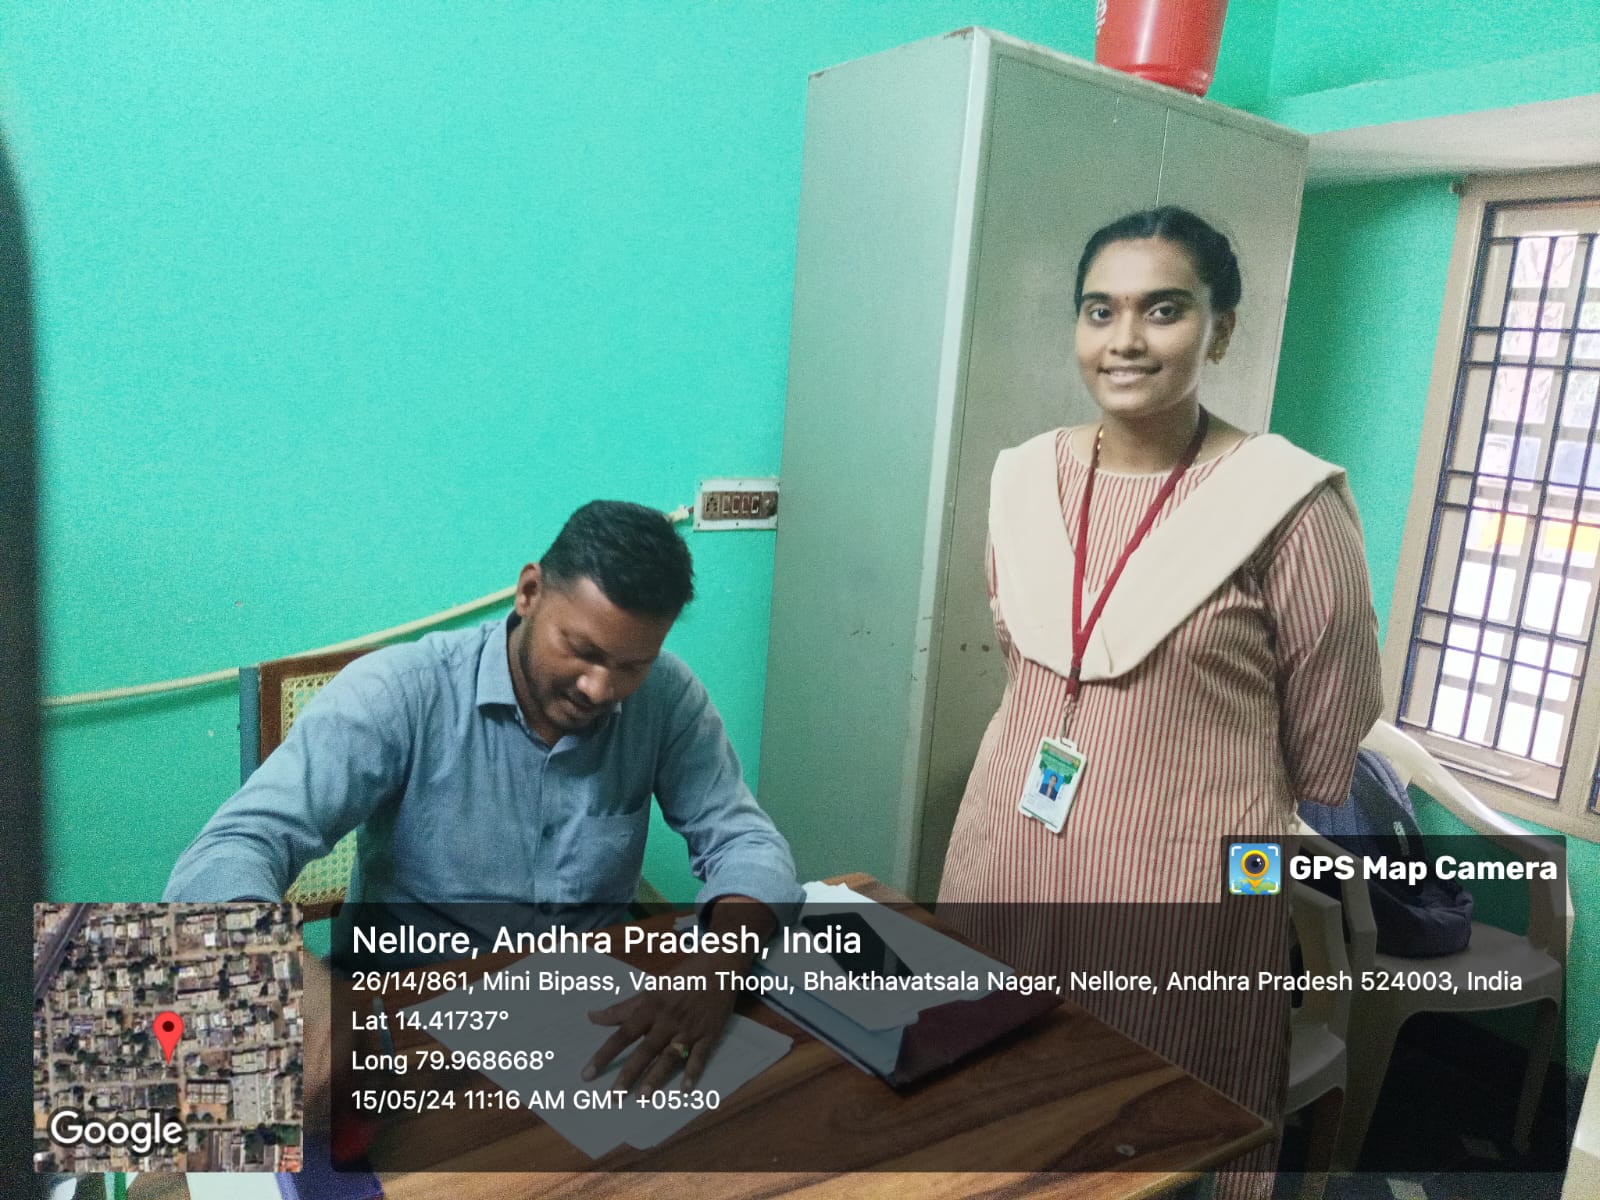 GPS Map Camera
Nellore, Andhra Pradesh, India
26/14/861, Mini Bipass, Vanam Thopu, Bhakthavatsala Nagar, Nellore, Andhra Pradesh 524003, India
Lat 14.41737°
Long 79.968668°
15/05/24 11:16 AM GMT +05:30
Google